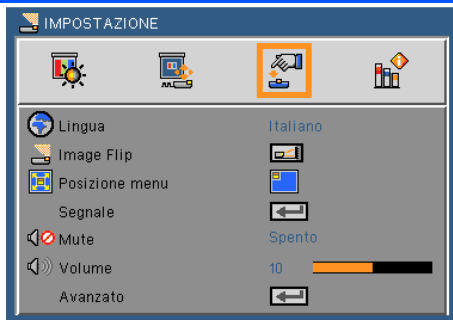 IMPOSTAZIONE
Lingua Italiano
Image Flip
Posizione menu
Segnale
Mute Spento
Volume 10
Avanzato